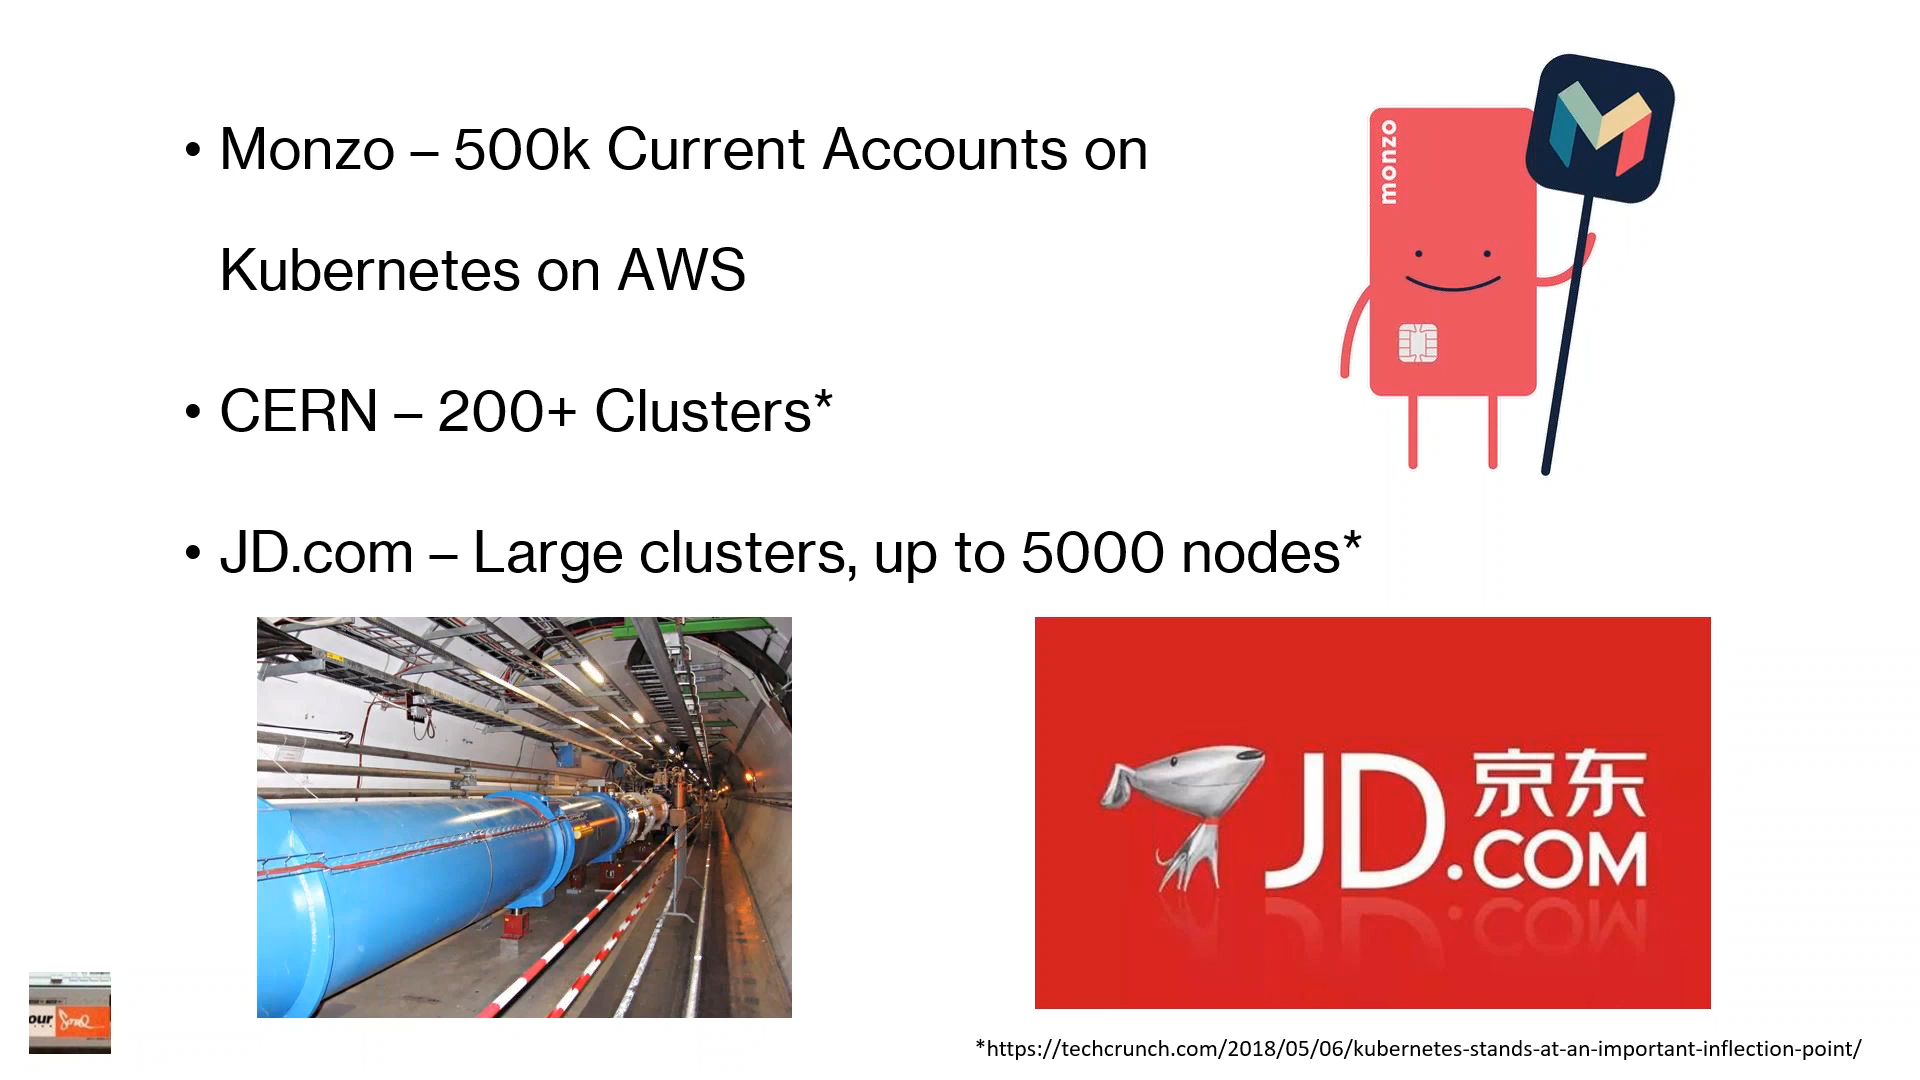 • Monzo – 500k Current Accounts on
Kubernetes on AWS
• CERN – 200+ Clusters*
• JD.com – Large clusters, up to 5000 nodes*
monzo
JD.COM
京东
our
*https://techcrunch.com/2018/05/06/kubernetes-stands-at-an-important-inflection-point/